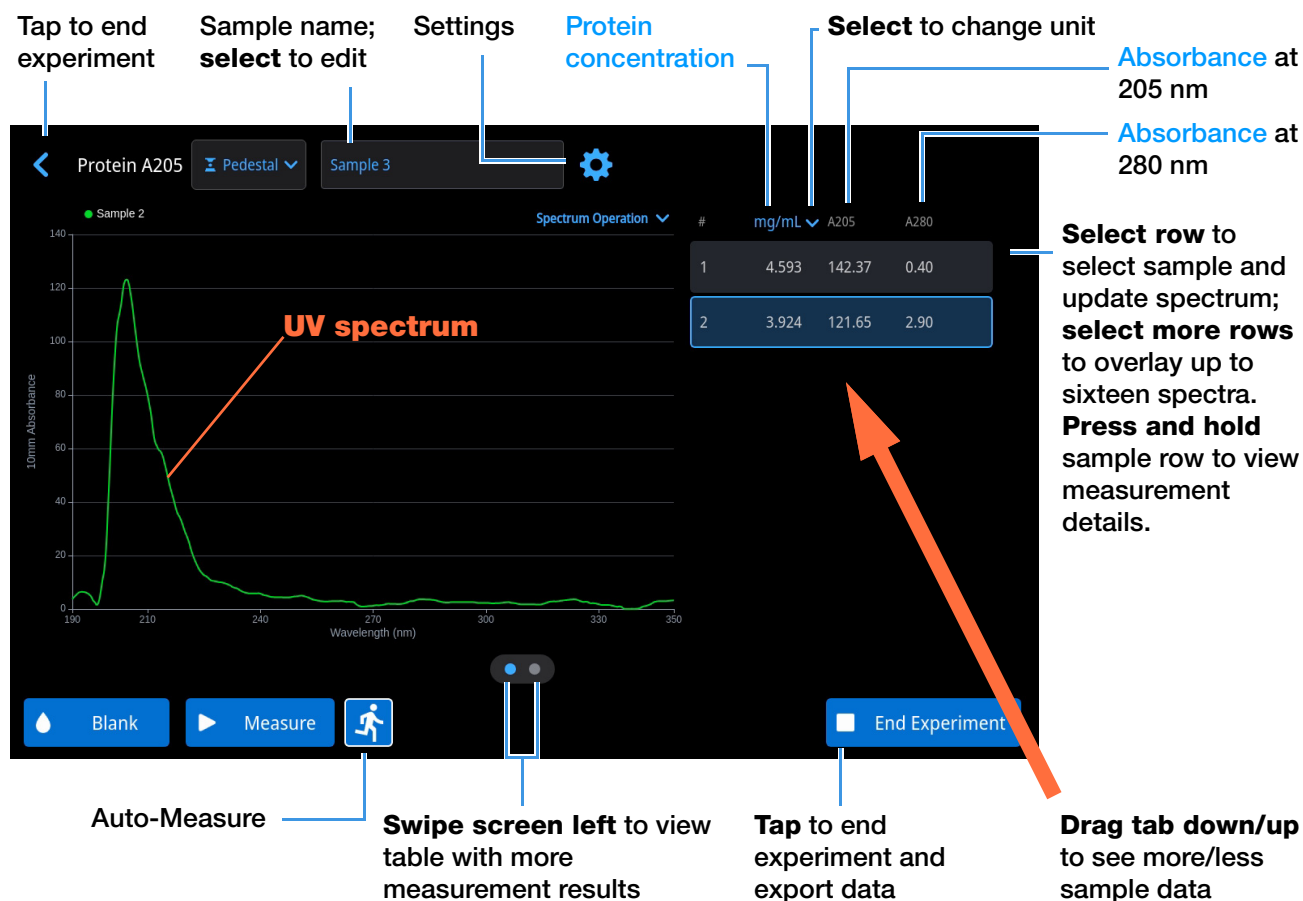 Tap to end
experiment
Sample name;
select to edit
Settings
Protein
concentration
Select to change unit
Absorbance at
205 nm
Absorbance at
280 nm
Protein A205
Pedestal
Sample 3
Sample 2
Spectrum Operation
# mg/mL A205 A280
1 4.593 142.37 0.40
2 3.924 121.65 2.90
Select row to
select sample and
update spectrum;
select more rows
to overlay up to
sixteen spectra.
Press and hold
sample row to view
measurement
details.
UV spectrum
10mm Absorbance
140
120
100
80
60
40
20
0
190 210 240 270 300 330 350
Wavelength (nm)
Blank
Measure
End Experiment
Auto-Measure
Swipe screen left to view
table with more
measurement results
Tap to end
experiment and
export data
Drag tab down/up
to see more/less
sample data